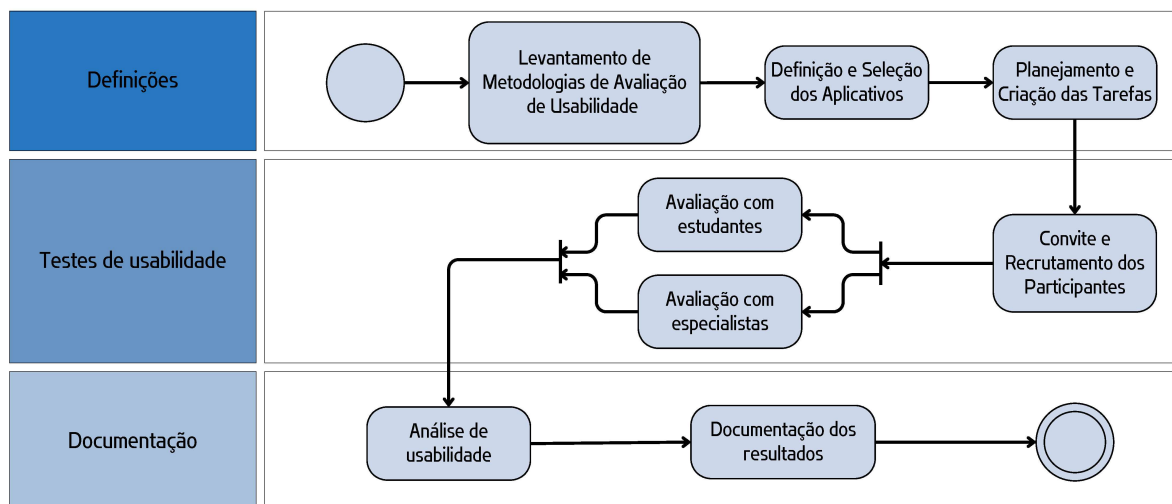 Definições
Levantamento de
Metodologias de Avaliação
de Usabilidade
Definição e Seleção
dos Aplicativos
Planejamento e
Criação das Tarefas
Testes de usabilidade
Avaliação com
estudantes
Avaliação com
especialistas
Convite e
Recrutamento dos
Participantes
Documentação
Análise de
usabilidade
Documentação dos
resultados